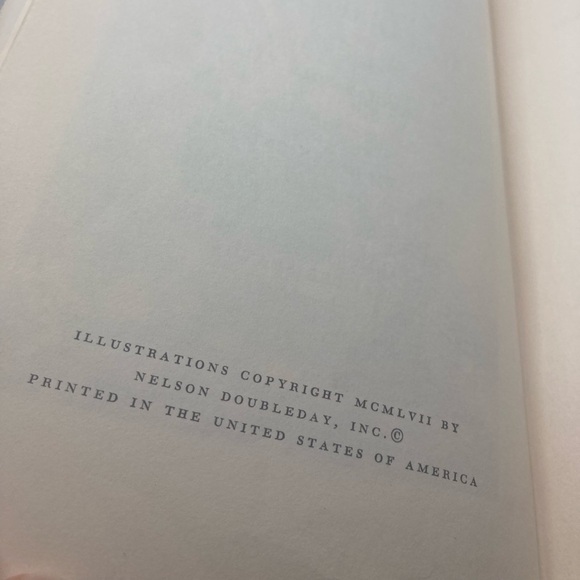 ILLUSTRATIONS COPYRIGHT MCMLVII BY
NELSON DOUBLEDAY, INC.©
PRINTED IN THE UNITED STATES OF AMERICA